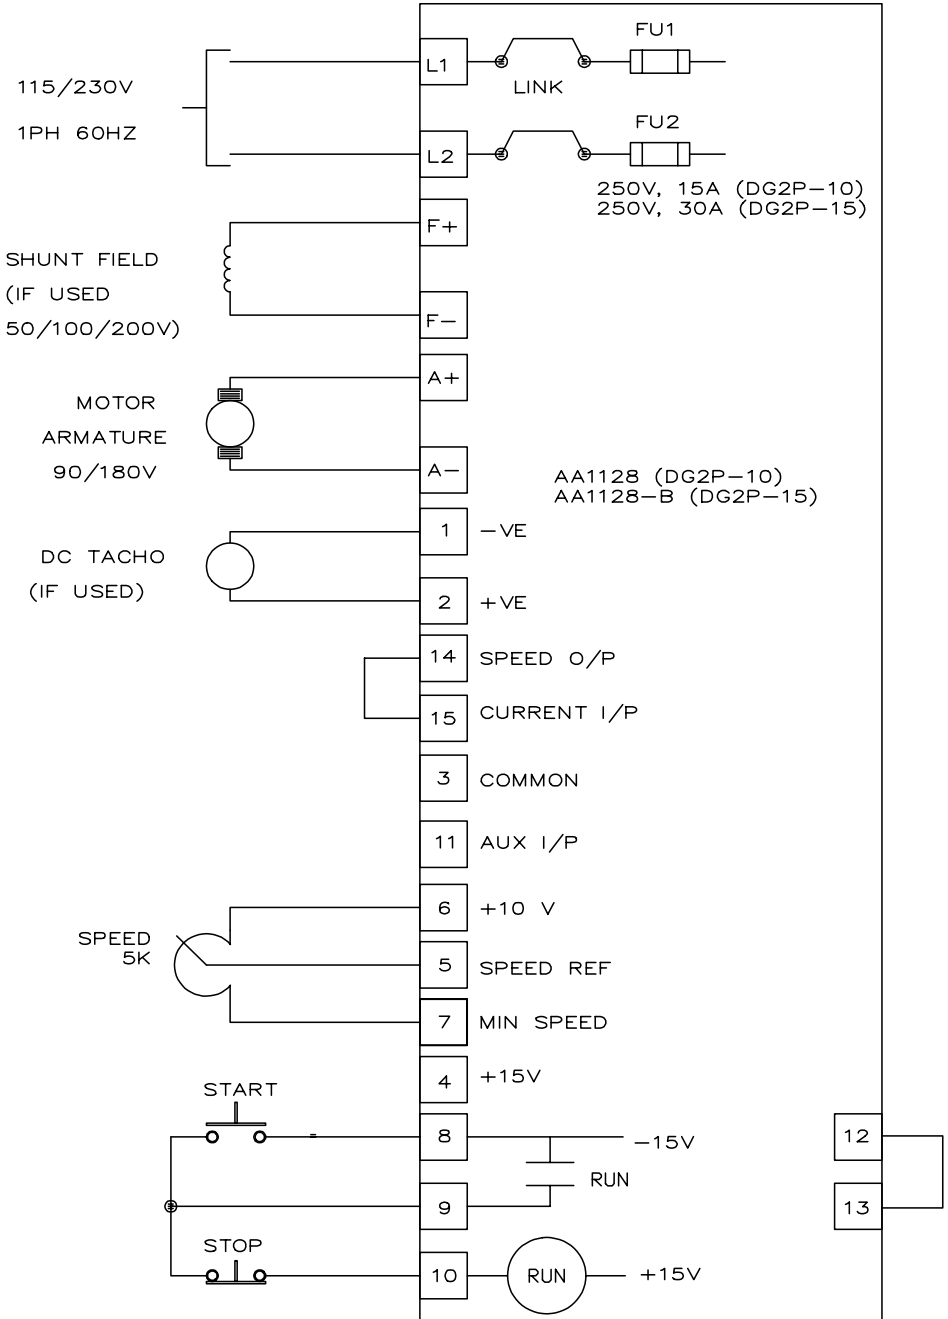 FU1
L1
115/230V
LINK
1PH 60HZ
FU2
L2
250V, 15A (DG2P-10)
250V, 30A (DG2P-15)
F+
SHUNT FIELD
(IF USED
50/100/200V)
F-
A+
MOTOR
ARMATURE
90/180V
A-
AA1128 (DG2P-10)
AA1128-B (DG2P-15)
1 -VE
DC TACHO
(IF USED)
2 +VE
14 SPEED O/P
15 CURRENT I/P
3 COMMON
11 AUX I/P
6 +10 V
SPEED
5K
5 SPEED REF
7 MIN SPEED
4 +15V
START
8
-15V
12
RUN
9
13
STOP
10
RUN
+15V